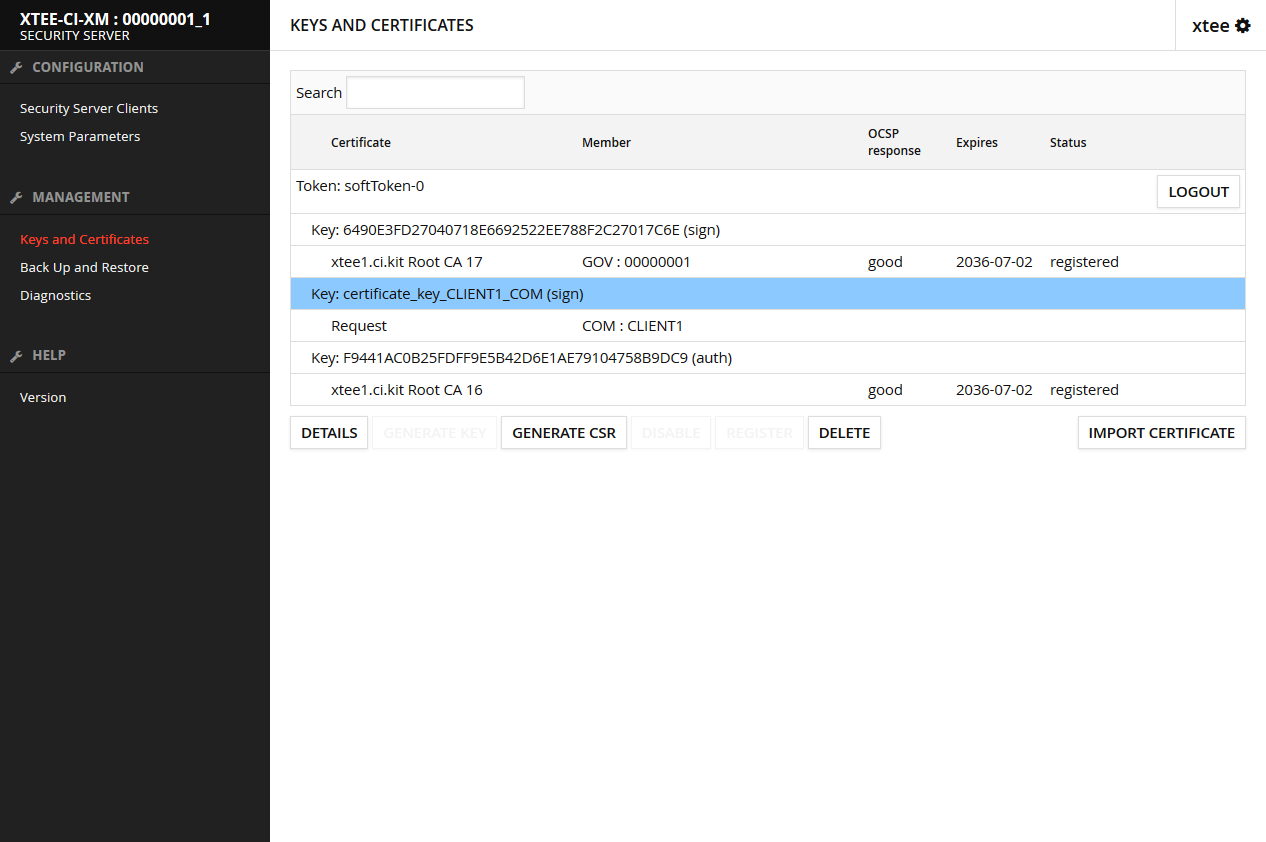 XTEE-CI-XM : 00000001_1
SECURITY SERVER
CONFIGURATION
Security Server Clients
System Parameters
MANAGEMENT
Keys and Certificates
Back Up and Restore
Diagnostics
HELP
Version
KEYS AND CERTIFICATES
xtee
Search
Certificate Member OCSP response Expires Status
Token: softToken-0 LOGOUT
Key: 6490E3FD27040718E6692522EE788F2C27017C6E (sign)
xtee1.ci.kit Root CA 17 GOV : 00000001 good 2036-07-02 registered
Key: certificate_key_CLIENT1_COM (sign)
Request COM : CLIENT1
Key: F9441AC0B25FDFF9E5B42D6E1AE79104758B9DC9 (auth)
xtee1.ci.kit Root CA 16 good 2036-07-02 registered
DETAILS GENERATE KEY GENERATE CSR DISABLE REGISTER DELETE IMPORT CERTIFICATE